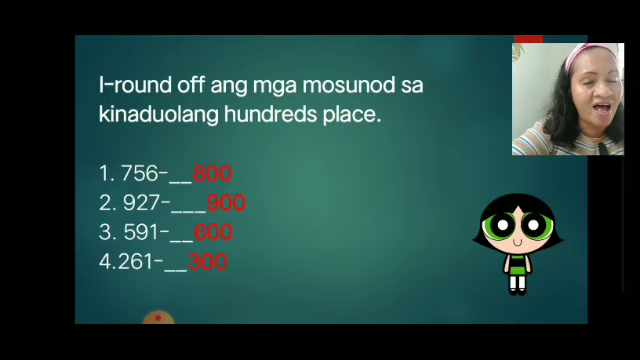 I-round off ang mga mosunod sa
kinaduolang hundreds place.
1. 756-__800
2. 927-___900
3. 591-__600
4.261-__300